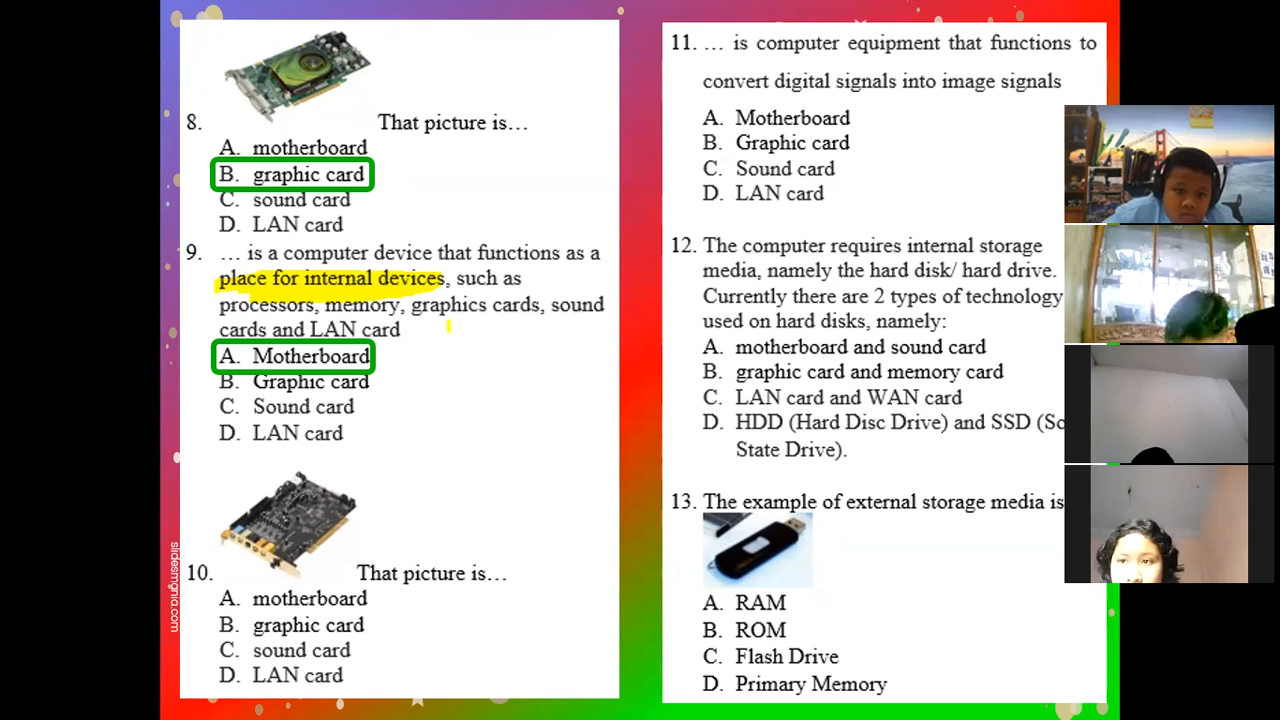 8. That picture is...
A. motherboard
B. graphic card
C. sound card
D. LAN card
9. ... is a computer device that functions as a
place for internal devices, such as
processors, memory, graphics cards, sound
cards and LAN card
A. Motherboard
B. Graphic card
C. Sound card
D. LAN card
10. That picture is...
A. motherboard
B. graphic card
C. sound card
D. LAN card
slidesmania.com
11. ... is computer equipment that functions to
convert digital signals into image signals
A. Motherboard
B. Graphic card
C. Sound card
D. LAN card
12. The computer requires internal storage
media, namely the hard disk/ hard drive.
Currently there are 2 types of technology
used on hard disks, namely:
A. motherboard and sound card
B. graphic card and memory card
C. LAN card and WAN card
D. HDD (Hard Disc Drive) and SSD
State Drive).
13. The example of external storage media is
A. RAM
B. ROM
C. Flash Drive
D. Primary Memory